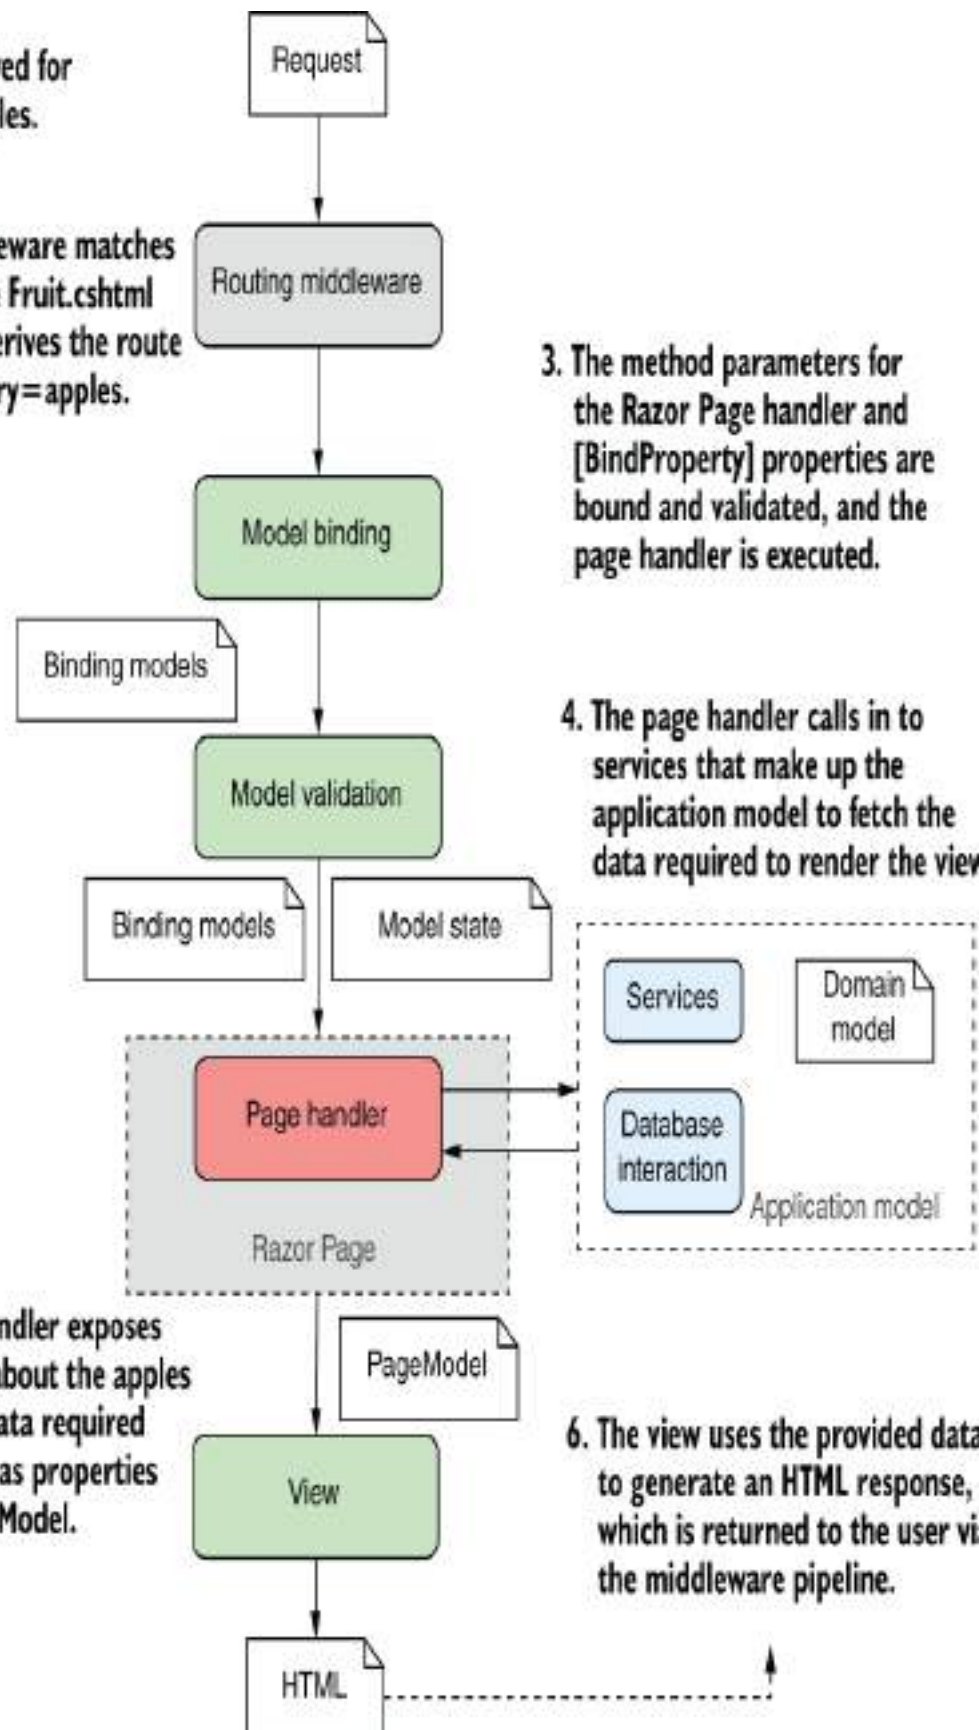 Request
ed for
les.
Routing middleware
eware matches
Fruit.cshtml
erives the route
ry=apples.
3. The method parameters for
the Razor Page handler and
[BindProperty] properties are
bound and validated, and the
page handler is executed.
Model binding
Binding models
4. The page handler calls in to
services that make up the
application model to fetch the
data required to render the view
Model validation
Binding models
Model state
Services
Domain
model
Page handler
Database
interaction
Application model
Razor Page
ndler exposes
about the apples
ata required
as properties
Model.
PageModel
6. The view uses the provided data
to generate an HTML response,
which is returned to the user vi
the middleware pipeline.
View
HTML